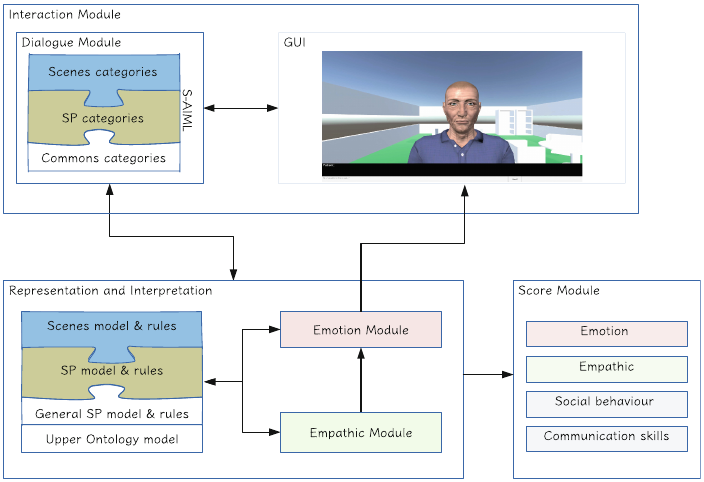 Interaction Module
Dialogue Module
GUI
Scenes categories
SP categories
Commons categories
S-AIML
Representation and Interpretation
Scenes model & rules
SP model & rules
General SP model & rules
Upper Ontology model
Emotion Module
Empathic Module
Score Module
Emotion
Empathic
Social behaviour
Communication skills